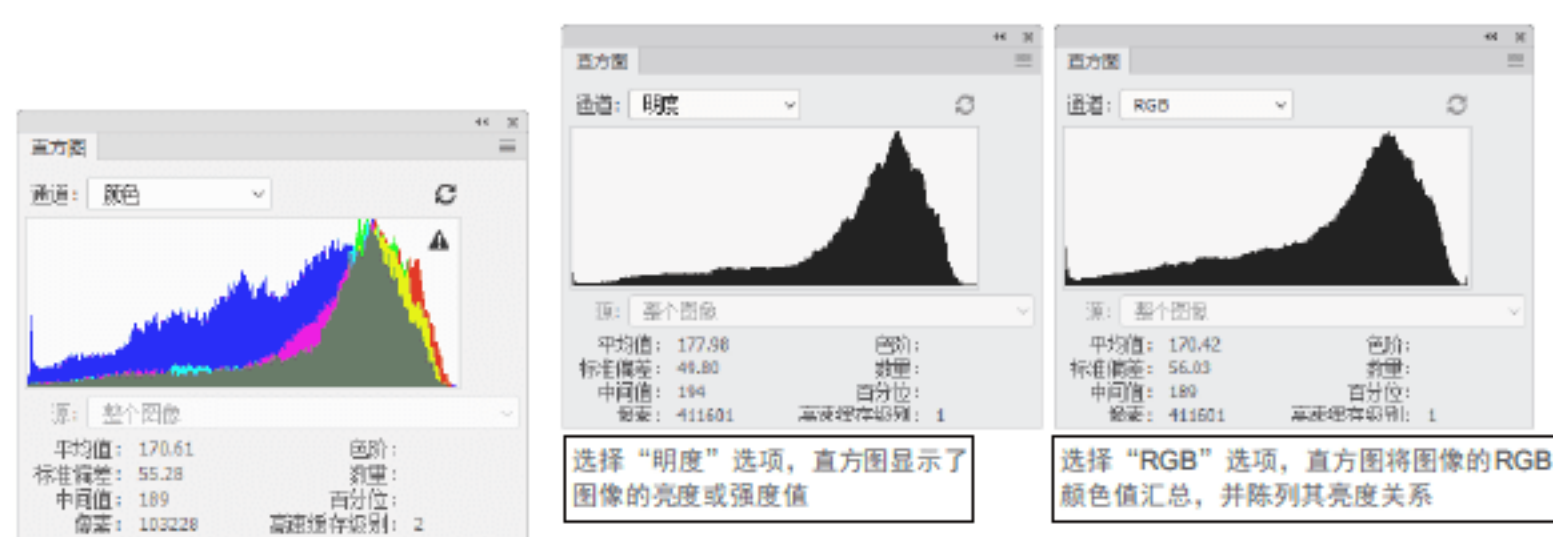 直方图
通道： 颜色
源： 整个图像
平均值： 170.61 色阶：
标准偏差： 55.28 数量：
中间值： 189 百分位：
像素： 103228 高速缓存级别： 2
直方图
通道： 明度
源： 整个图像
平均值： 177.98 色阶：
标准偏差： 49.80 数量：
中间值： 194 百分位：
像素： 411601 高速缓存级别： 1
选择“明度”选项，直方图显示了
图像的亮度或强度值
直方图
通道： RGB
源： 整个图像
平均值： 170.42 色阶：
标准偏差： 56.03 数量：
中间值： 189 百分位：
像素： 411601 高速缓存级别： 1
选择“RGB”选项，直方图将图像的RGB
颜色值汇总，并陈列其亮度关系